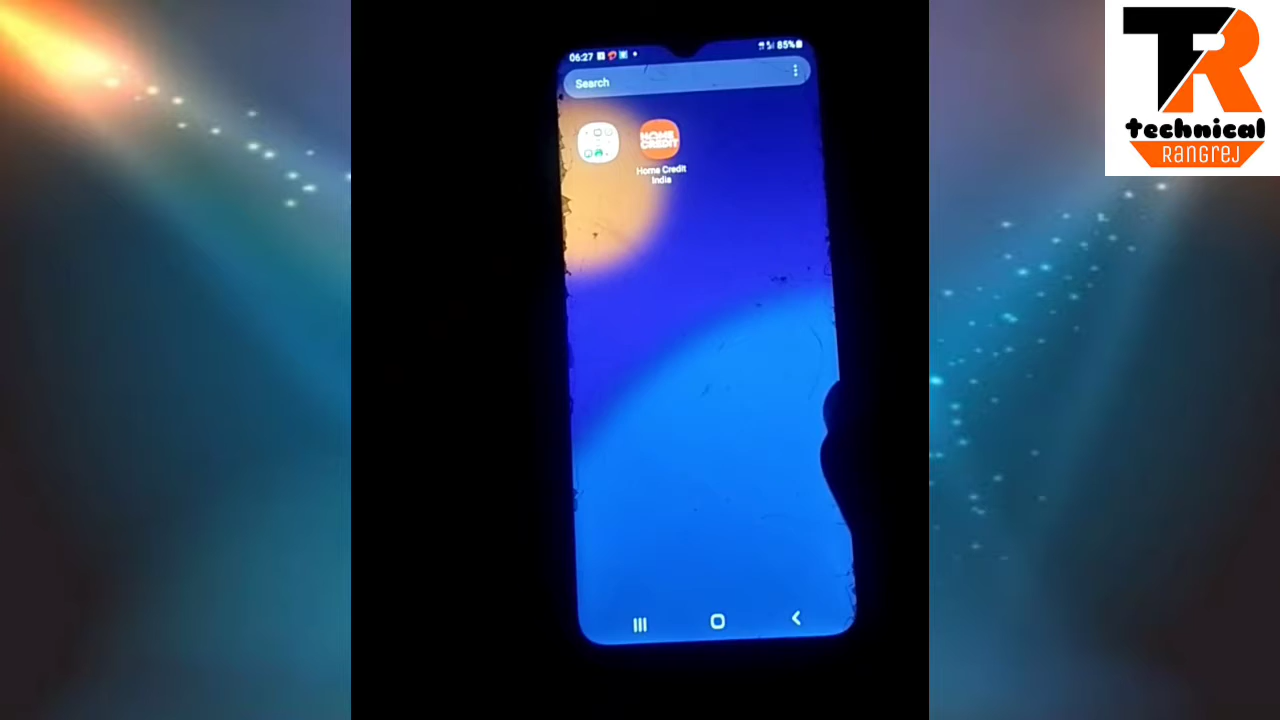 06:27
85%
Search
HOME
CREDIT
Home Credit
India
TR
technical
Rangrej